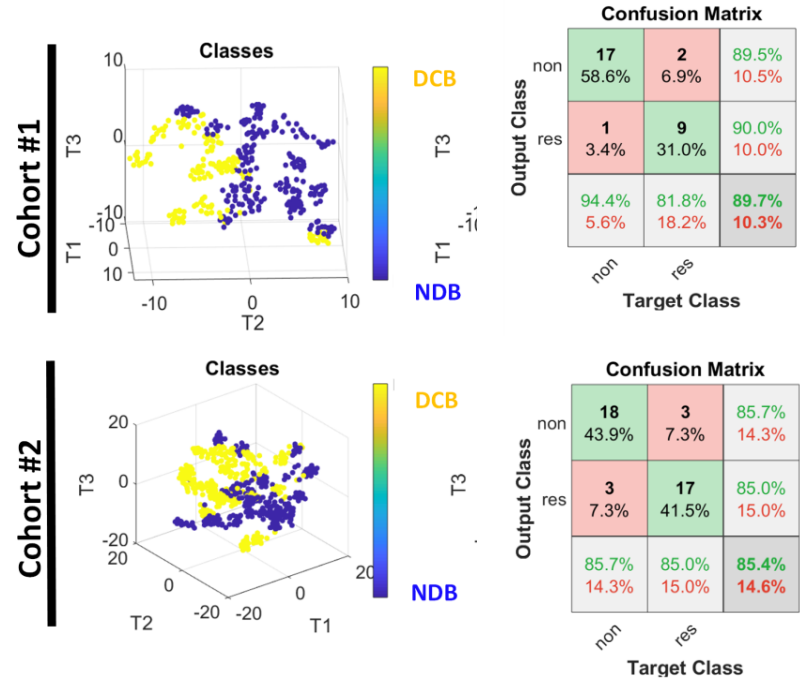 Cohort #1
Classes
10
0
-10
T3
-10
0
10
T1
-10
0
10
T2
DCB
NDB
T3
T1
-10
Confusion Matrix
Output Class
non
17
58.6%
2
6.9%
89.5%
10.5%
res
1
3.4%
9
31.0%
90.0%
10.0%
94.4%
5.6%
81.8%
18.2%
89.7%
10.3%
non
res
Target Class
Cohort #2
Classes
20
0
-20
T3
20
0
-20
T2
-20
0
20
T1
DCB
NDB
T3
Confusion Matrix
Output Class
non
18
43.9%
3
7.3%
85.7%
14.3%
res
3
7.3%
17
41.5%
85.0%
15.0%
85.7%
14.3%
85.0%
15.0%
85.4%
14.6%
non
res
Target Class